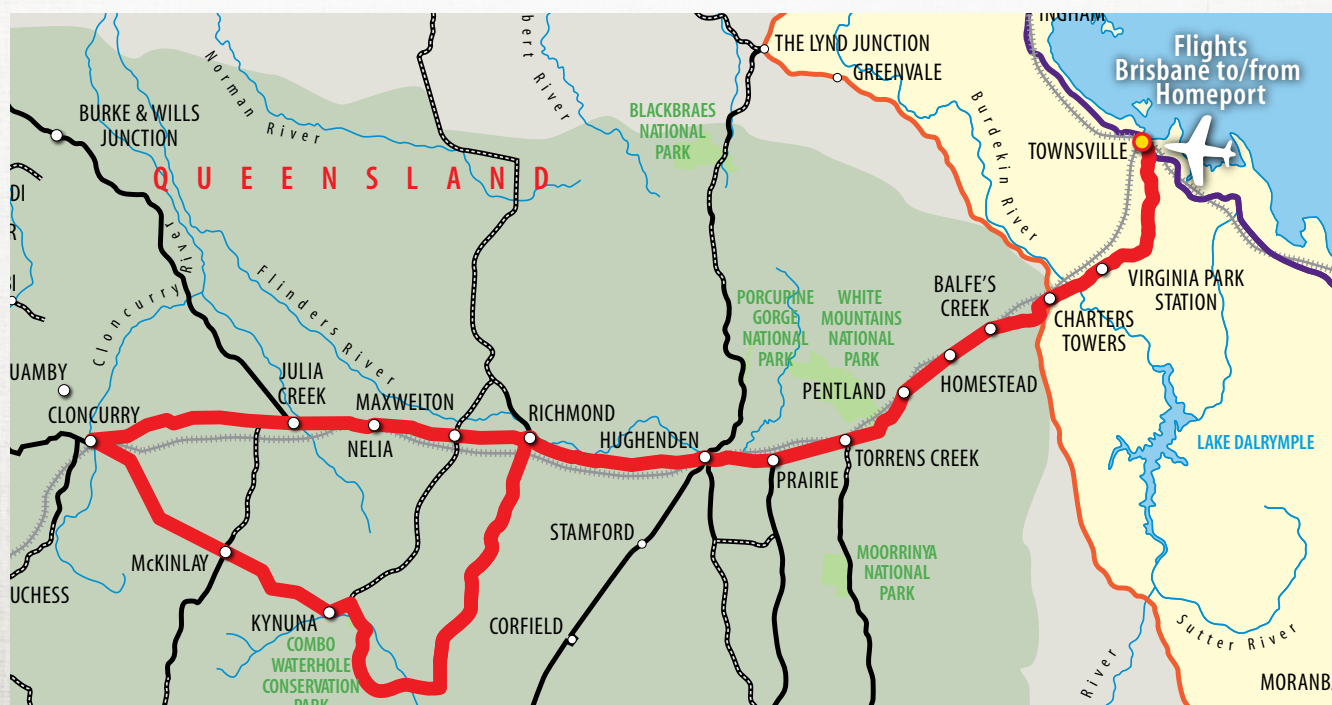 INGHAM
THE LYND JUNCTION
GREENVALE
Flights
Brisbane to/from
Homeport
Norman River
bert River
BURKE & WILLS
JUNCTION
BLACKBRAES
NATIONAL
PARK
Burdekin River
TOWNSVILLE
QUEENSLAND
DI
R
Cloncurry River
Flinders River
BALFE'S
CREEK
VIRGINIA PARK
STATION
PORCUPINE
GORGE
NATIONAL
PARK
WHITE
MOUNTAINS
NATIONAL
PARK
CHARTERS
TOWERS
UAMBY
JULIA
CREEK
MAXWELTON
PENTLAND
HOMESTEAD
CLONCURRY
RICHMOND
NELIA
HUGHENDEN
LAKE DALRYMPLE
TORRENS CREEK
PRAIRIE
STAMFORD
McKINLAY
MOORRINYA
NATIONAL
PARK
UCHESS
KYNUNA
CORFIELD
COMBO
WATERHOLE
CONSERVATION
PARK
Sutter River
River
MORANBA